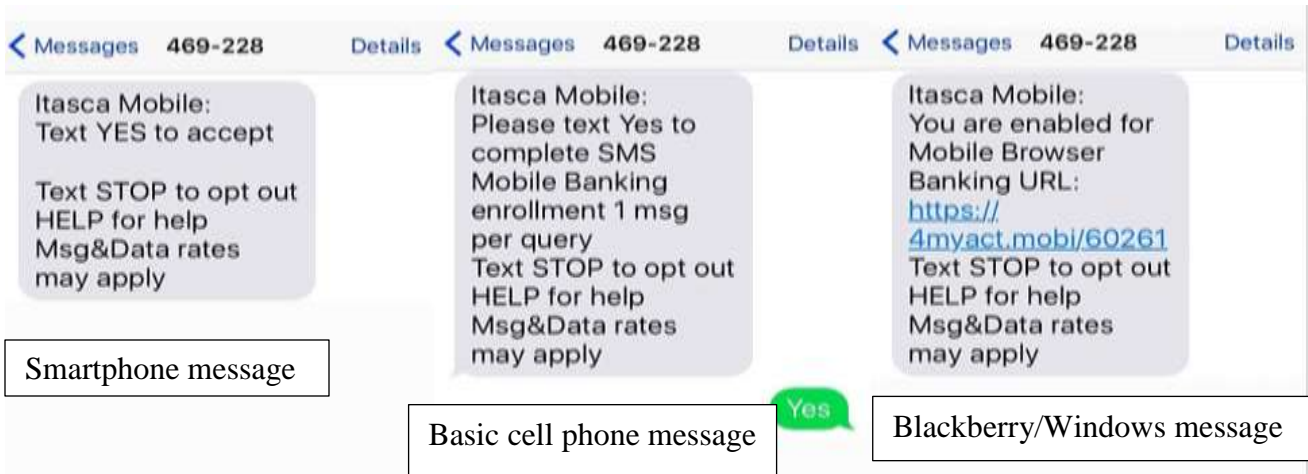 Messages 469-228 Details
Itasca Mobile:
Text YES to accept
Text STOP to opt out
HELP for help
Msg&Data rates
may apply
Smartphone message
Messages 469-228 Details
Itasca Mobile:
Please text Yes to
complete SMS
Mobile Banking
enrollment 1 msg
per query
Text STOP to opt out
HELP for help
Msg&Data rates
may apply
Yes
Basic cell phone message
Messages 469-228 Details
Itasca Mobile:
You are enabled for
Mobile Browser
Banking URL:
https://
4myact.mobi/60261
Text STOP to opt out
HELP for help
Msg&Data rates
may apply
Blackberry/Windows message